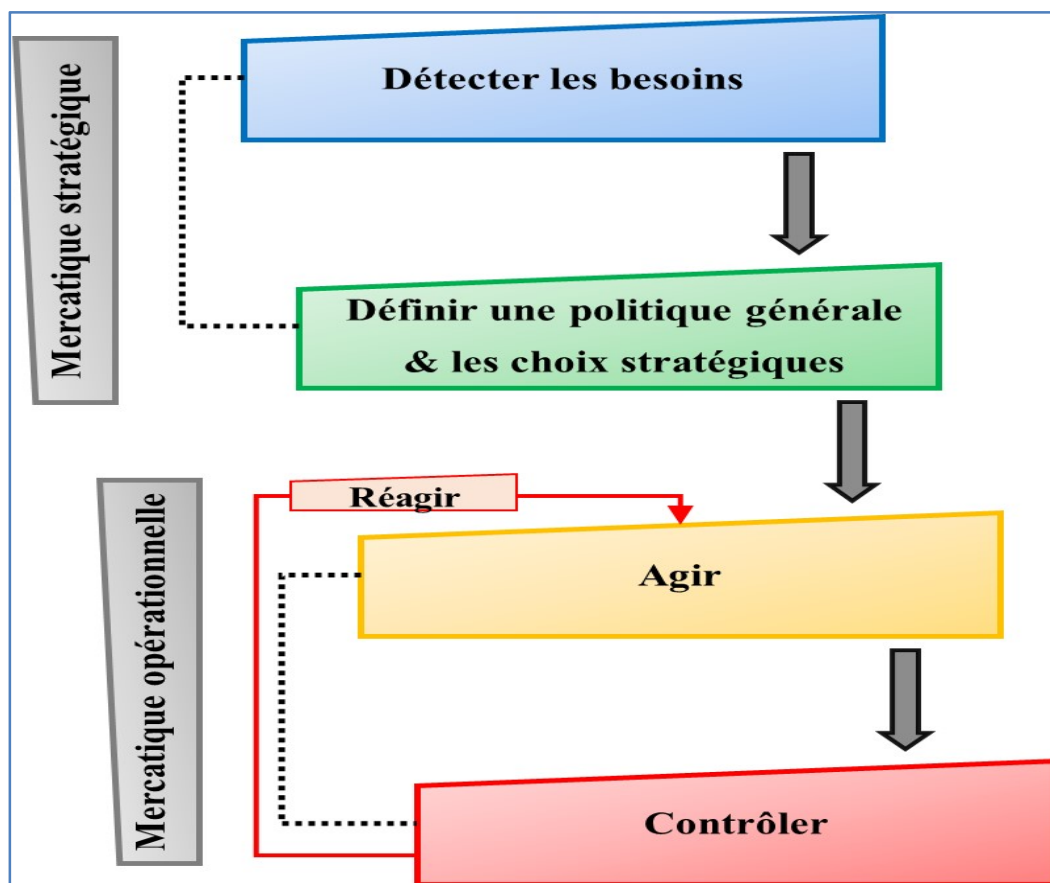 Mercatique stratégique
Détecter les besoins
Définir une politique générale
& les choix stratégiques
Mercatique opérationnelle
Réagir
Agir
Contrôler